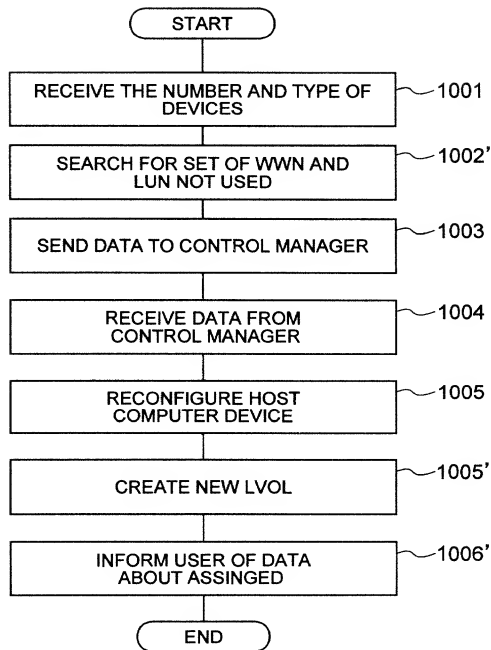 START
RECEIVE THE NUMBER AND TYPE OF
DEVICES
1001
SEARCH FOR SET OF WWN AND
LUN NOT USED
1002'
SEND DATA TO CONTROL MANAGER
1003
RECEIVE DATA FROM
CONTROL MANAGER
1004
RECONFIGURE HOST
COMPUTER DEVICE
1005
CREATE NEW LVOL
1005'
INFORM USER OF DATA
ABOUT ASSINGED
1006'
END